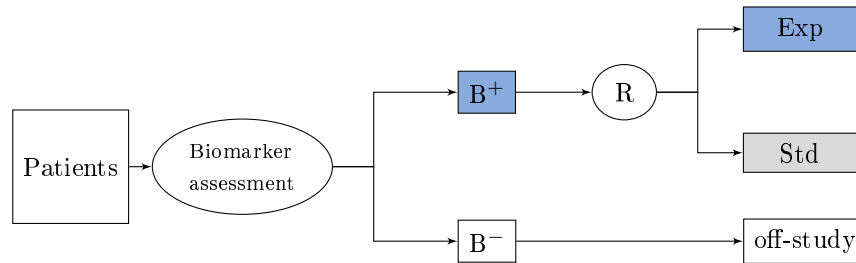 Patients
Biomarker
assessment
B⁺
R
Exp
Std
B⁻
off-study